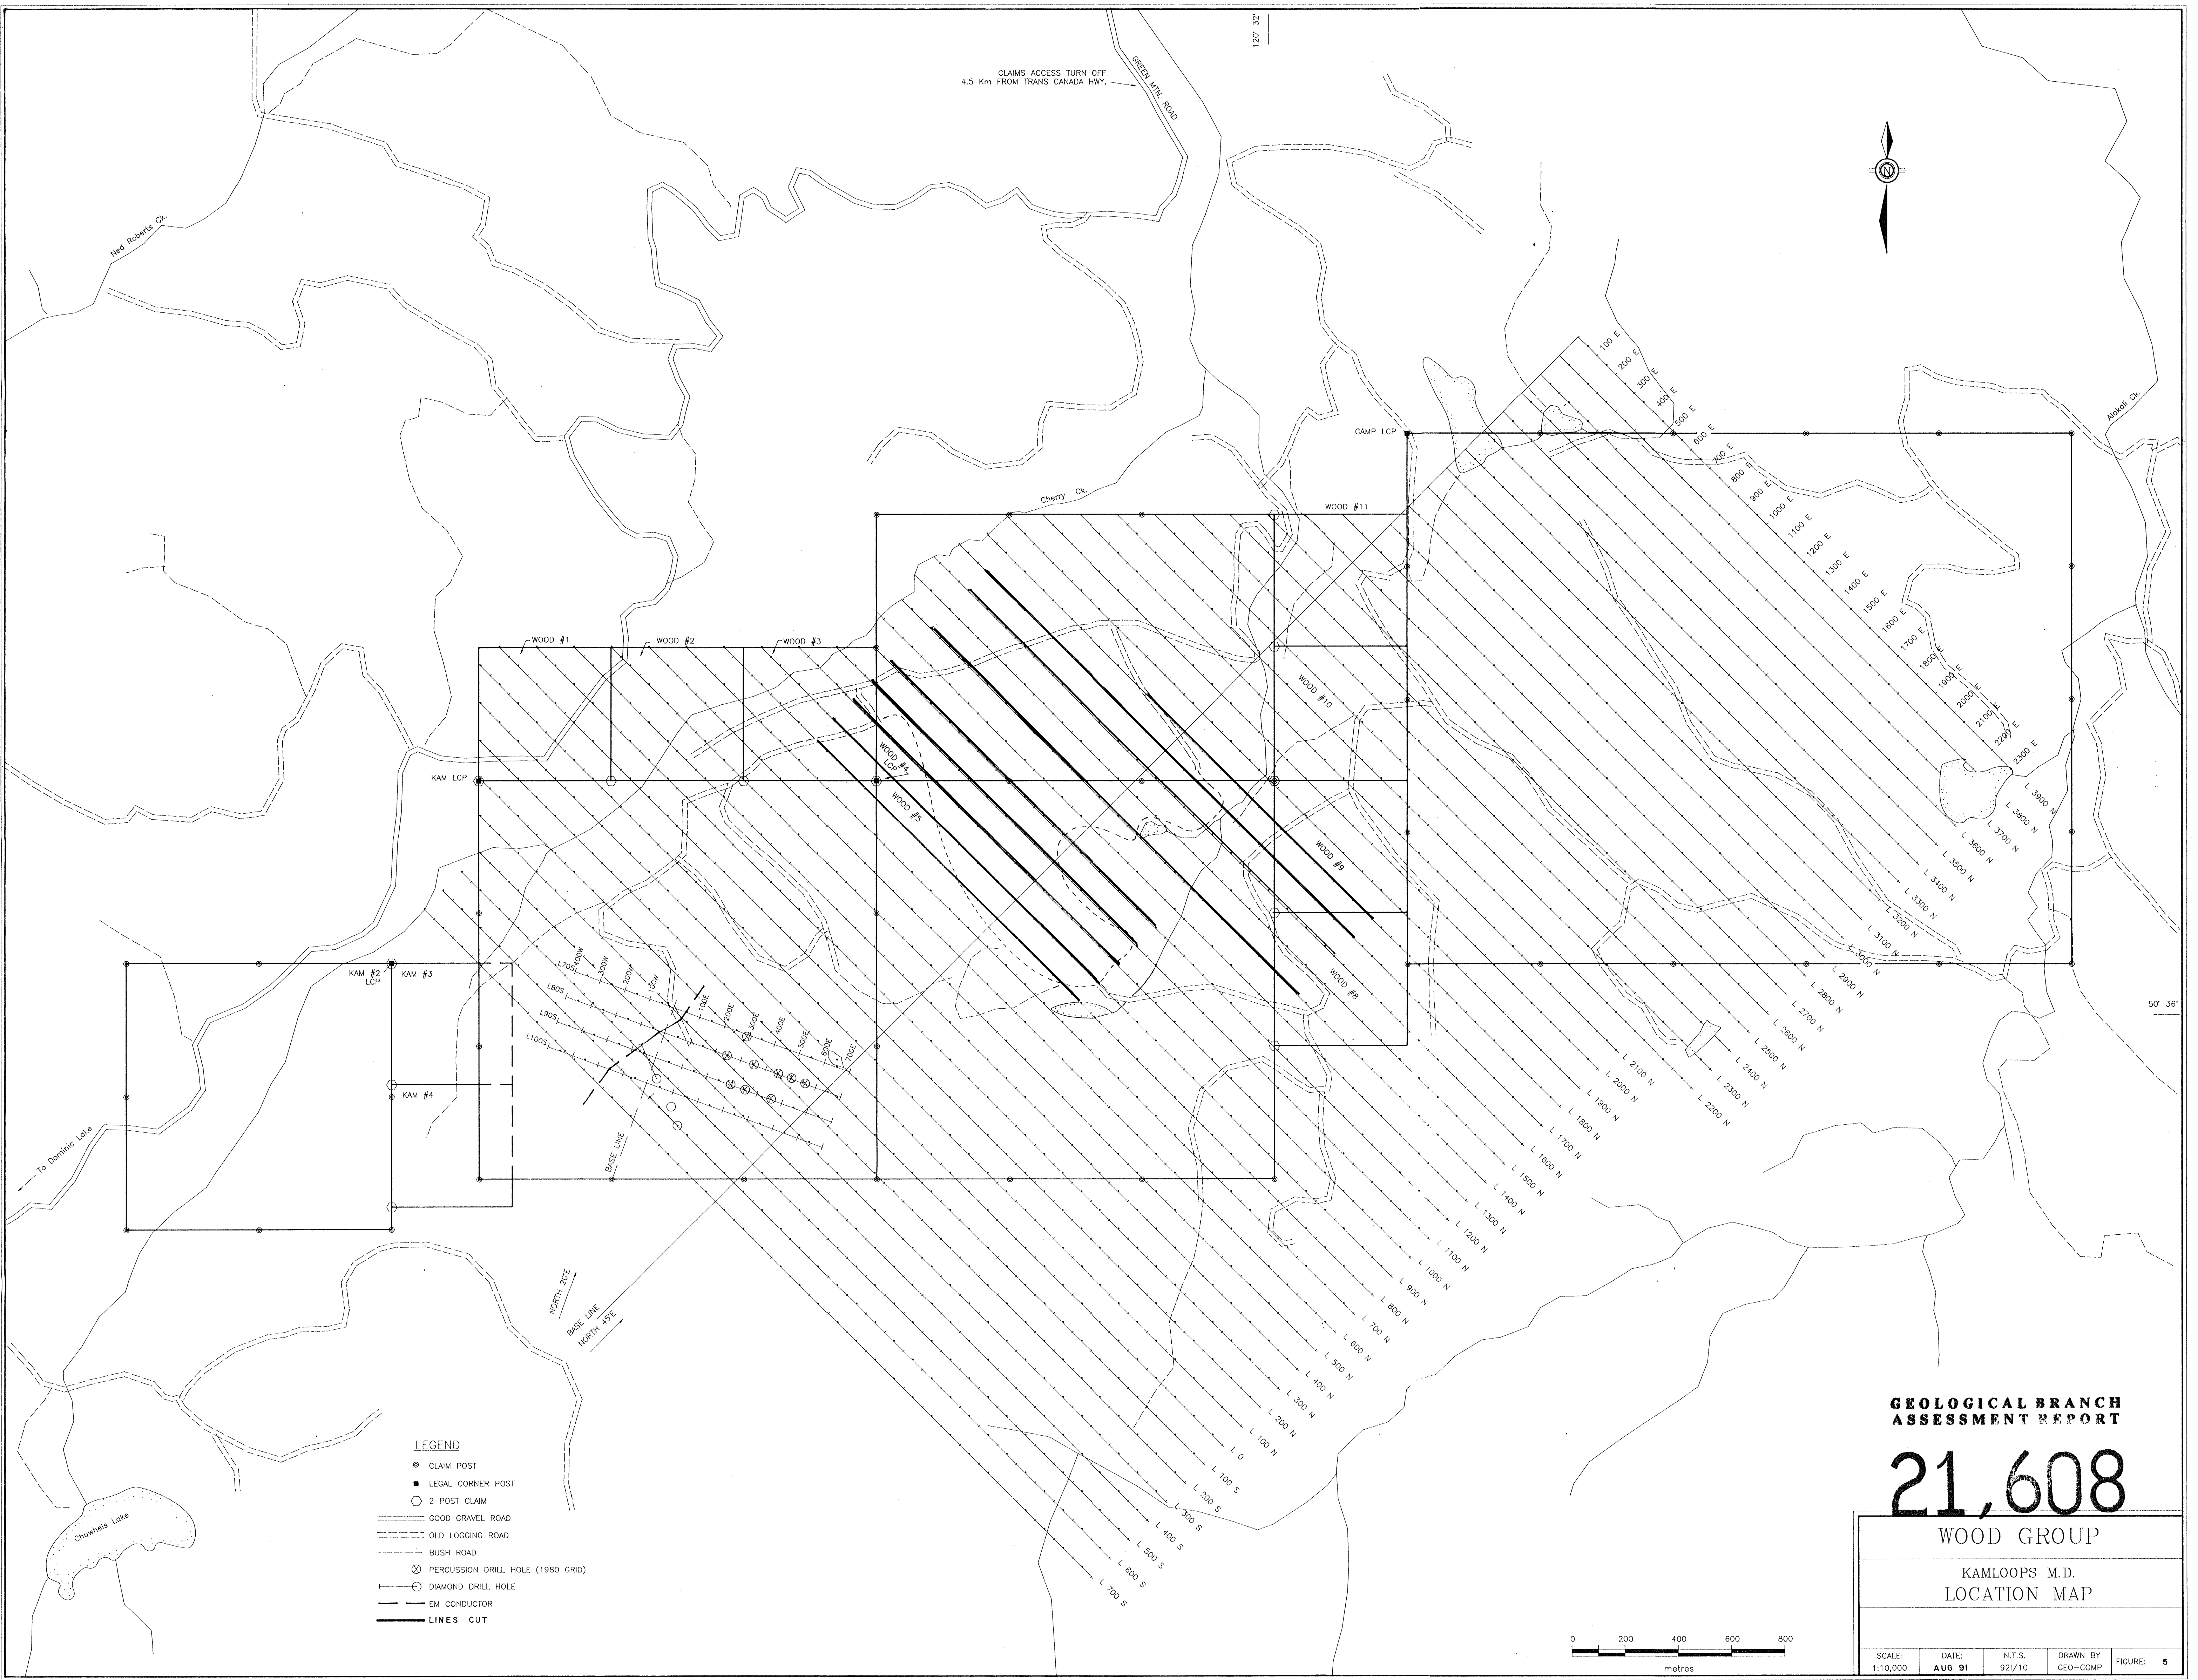 120° 32'
CLAIMS ACCESS TURN OFF
4.5 Km FROM TRANS CANADA HWY.
GREEN MTN. ROAD
Ned Roberts Ck.
N
Alakali Ck.
Cherry Ck.
CAMP LCP
WOOD #11
100 E
200 E
300 E
400 E
500 E
600 E
700 E
800 E
900 E
1000 E
1100 E
1200 E
1300 E
1400 E
1500 E
1600 E
1700 E
1800 E
1900 E
2000 E
2100 E
2200 E
2300 E
WOOD #1
WOOD #2
WOOD #3
WOOD #10
KAM LCP
WOOD #4
LCP
WOOD #5
WOOD #9
WOOD #8
KAM #2
LCP
KAM #3
KAM #4
L70S
L80S
L90S
L100S
400W
300W
200W
100W
100E
200E
300E
400E
500E
600E
700E
BASE LINE
50° 36'
L 3900 N
L 3800 N
L 3700 N
L 3600 N
L 3500 N
L 3400 N
L 3300 N
L 3200 N
L 3100 N
L 3000 N
L 2900 N
L 2800 N
L 2700 N
L 2600 N
L 2500 N
L 2400 N
L 2300 N
L 2200 N
L 2100 N
L 2000 N
L 1900 N
L 1800 N
L 1700 N
L 1600 N
L 1500 N
L 1400 N
L 1300 N
L 1200 N
L 1100 N
L 1000 N
L 900 N
L 800 N
L 700 N
L 600 N
L 500 N
L 400 N
L 300 N
L 200 N
L 100 N
L 0
L 100 S
L 200 S
L 300 S
L 400 S
L 500 S
L 600 S
L 700 S
To Dominic Lake
NORTH 20°E
BASE LINE
NORTH 45°E
Chuwhels Lake
LEGEND
CLAIM POST
LEGAL CORNER POST
2 POST CLAIM
GOOD GRAVEL ROAD
OLD LOGGING ROAD
BUSH ROAD
PERCUSSION DRILL HOLE (1980 GRID)
DIAMOND DRILL HOLE
EM CONDUCTOR
LINES CUT
0 200 400 600 800
metres
GEOLOGICAL BRANCH
ASSESSMENT REPORT
21,608
WOOD GROUP
KAMLOOPS M.D.
LOCATION MAP
SCALE: 1:10,000
DATE: AUG 91
N.T.S. 92I/10
DRAWN BY GEO-COMP
FIGURE: 5